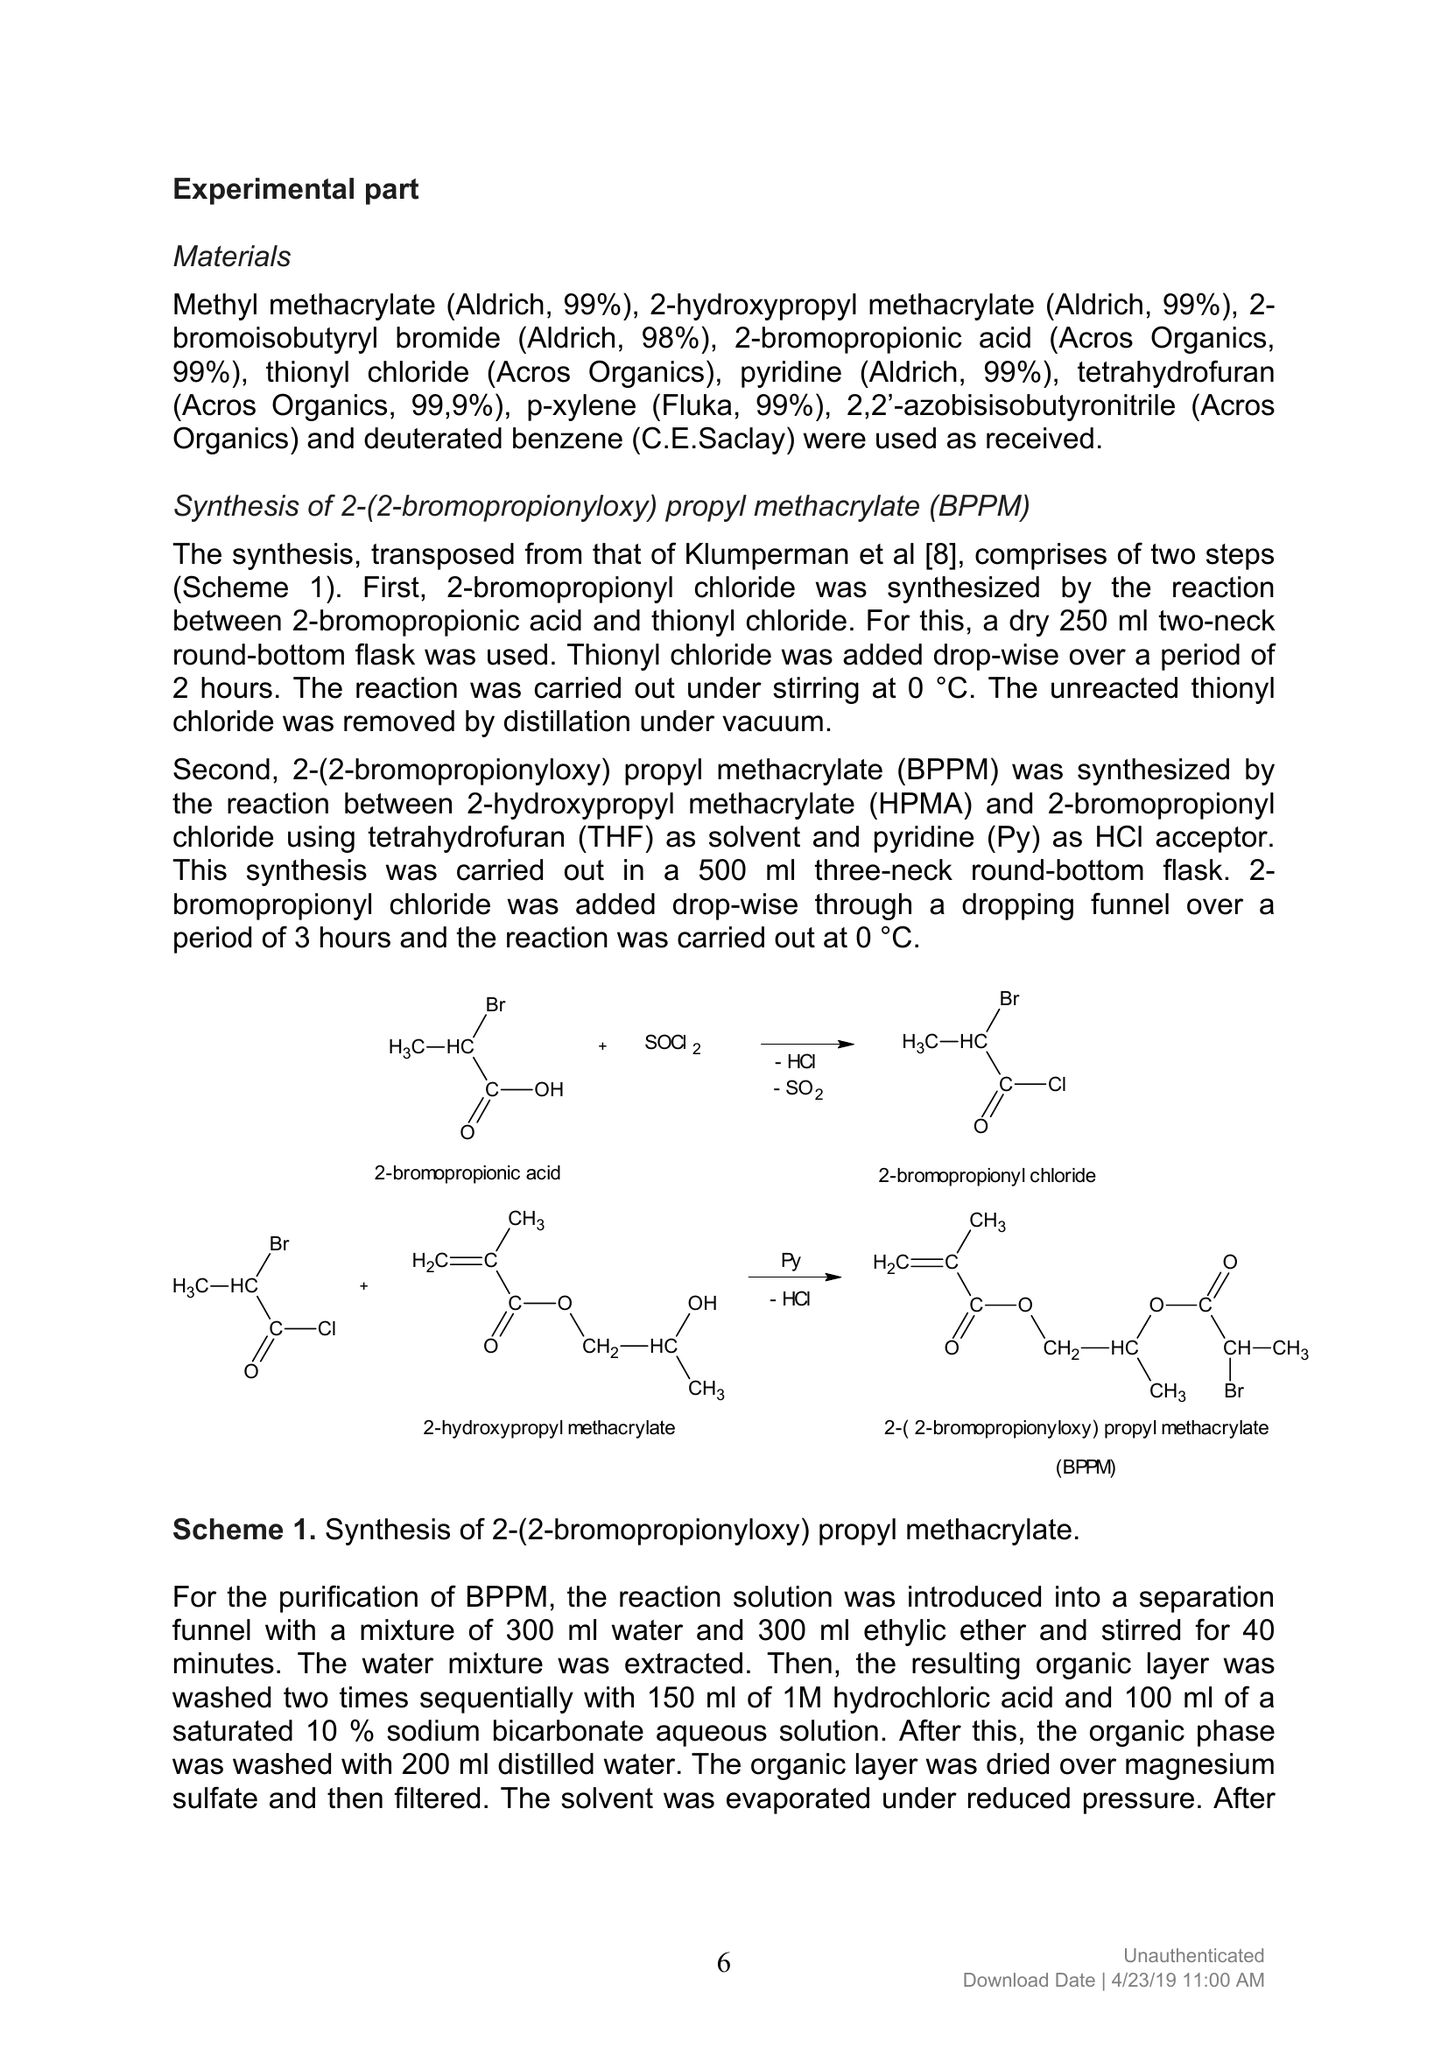 Experimental part
Materials
Methyl methacrylate (Aldrich, 99%), 2-hydroxypropyl methacrylate (Aldrich, 99%), 2-
bromoisobutyryl bromide (Aldrich, 98%), 2-bromopropionic acid (Acros Organics,
99%), thionyl chloride (Acros Organics), pyridine (Aldrich, 99%), tetrahydrofuran
(Acros Organics, 99,9%), p-xylene (Fluka, 99%), 2,2’-azobisisobutyronitrile (Acros
Organics) and deuterated benzene (C.E.Saclay) were used as received.
Synthesis of 2-(2-bromopropionyloxy) propyl methacrylate (BPPM)
The synthesis, transposed from that of Klumperman et al [8], comprises of two steps
(Scheme 1). First, 2-bromopropionyl chloride was synthesized by the reaction
between 2-bromopropionic acid and thionyl chloride. For this, a dry 250 ml two-neck
round-bottom flask was used. Thionyl chloride was added drop-wise over a period of
2 hours. The reaction was carried out under stirring at 0 °C. The unreacted thionyl
chloride was removed by distillation under vacuum.
Second, 2-(2-bromopropionyloxy) propyl methacrylate (BPPM) was synthesized by
the reaction between 2-hydroxypropyl methacrylate (HPMA) and 2-bromopropionyl
chloride using tetrahydrofuran (THF) as solvent and pyridine (Py) as HCl acceptor.
This synthesis was carried out in a 500 ml three-neck round-bottom flask. 2-
bromopropionyl chloride was added drop-wise through a dropping funnel over a
period of 3 hours and the reaction was carried out at 0 °C.
Br Br
H3C HC + SOCl 2 H3C HC
- HCl
C OH - SO2 C Cl
O O
2-bromopropionic acid 2-bromopropionyl chloride
CH3 CH3
Br H2C C Py H2C C O
H3C HC + - HCl
C O OH C O O C
C Cl O CH2 HC O CH2 HC CH CH3
O CH3 CH3 Br
2-hydroxypropyl methacrylate 2-( 2-bromopropionyloxy) propyl methacrylate
(BPPM)
Scheme 1. Synthesis of 2-(2-bromopropionyloxy) propyl methacrylate.
For the purification of BPPM, the reaction solution was introduced into a separation
funnel with a mixture of 300 ml water and 300 ml ethylic ether and stirred for 40
minutes. The water mixture was extracted. Then, the resulting organic layer was
washed two times sequentially with 150 ml of 1M hydrochloric acid and 100 ml of a
saturated 10 % sodium bicarbonate aqueous solution. After this, the organic phase
was washed with 200 ml distilled water. The organic layer was dried over magnesium
sulfate and then filtered. The solvent was evaporated under reduced pressure. After
6
Unauthenticated
Download Date | 4/23/19 11:00 AM